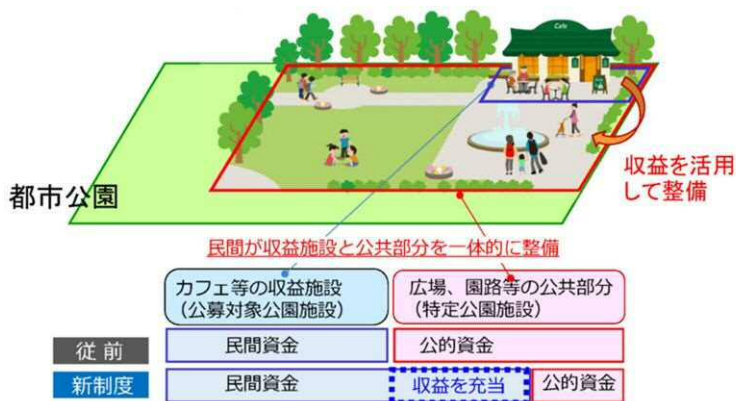 Cafe
収益を活用
して整備
都市公園
民間が収益施設と公共部分を一体的に整備
カフェ等の収益施設
（公募対象公園施設）
広場、園路等の公共部分
（特定公園施設）
従前
民間資金
公的資金
新制度
民間資金
収益を充当
公的資金